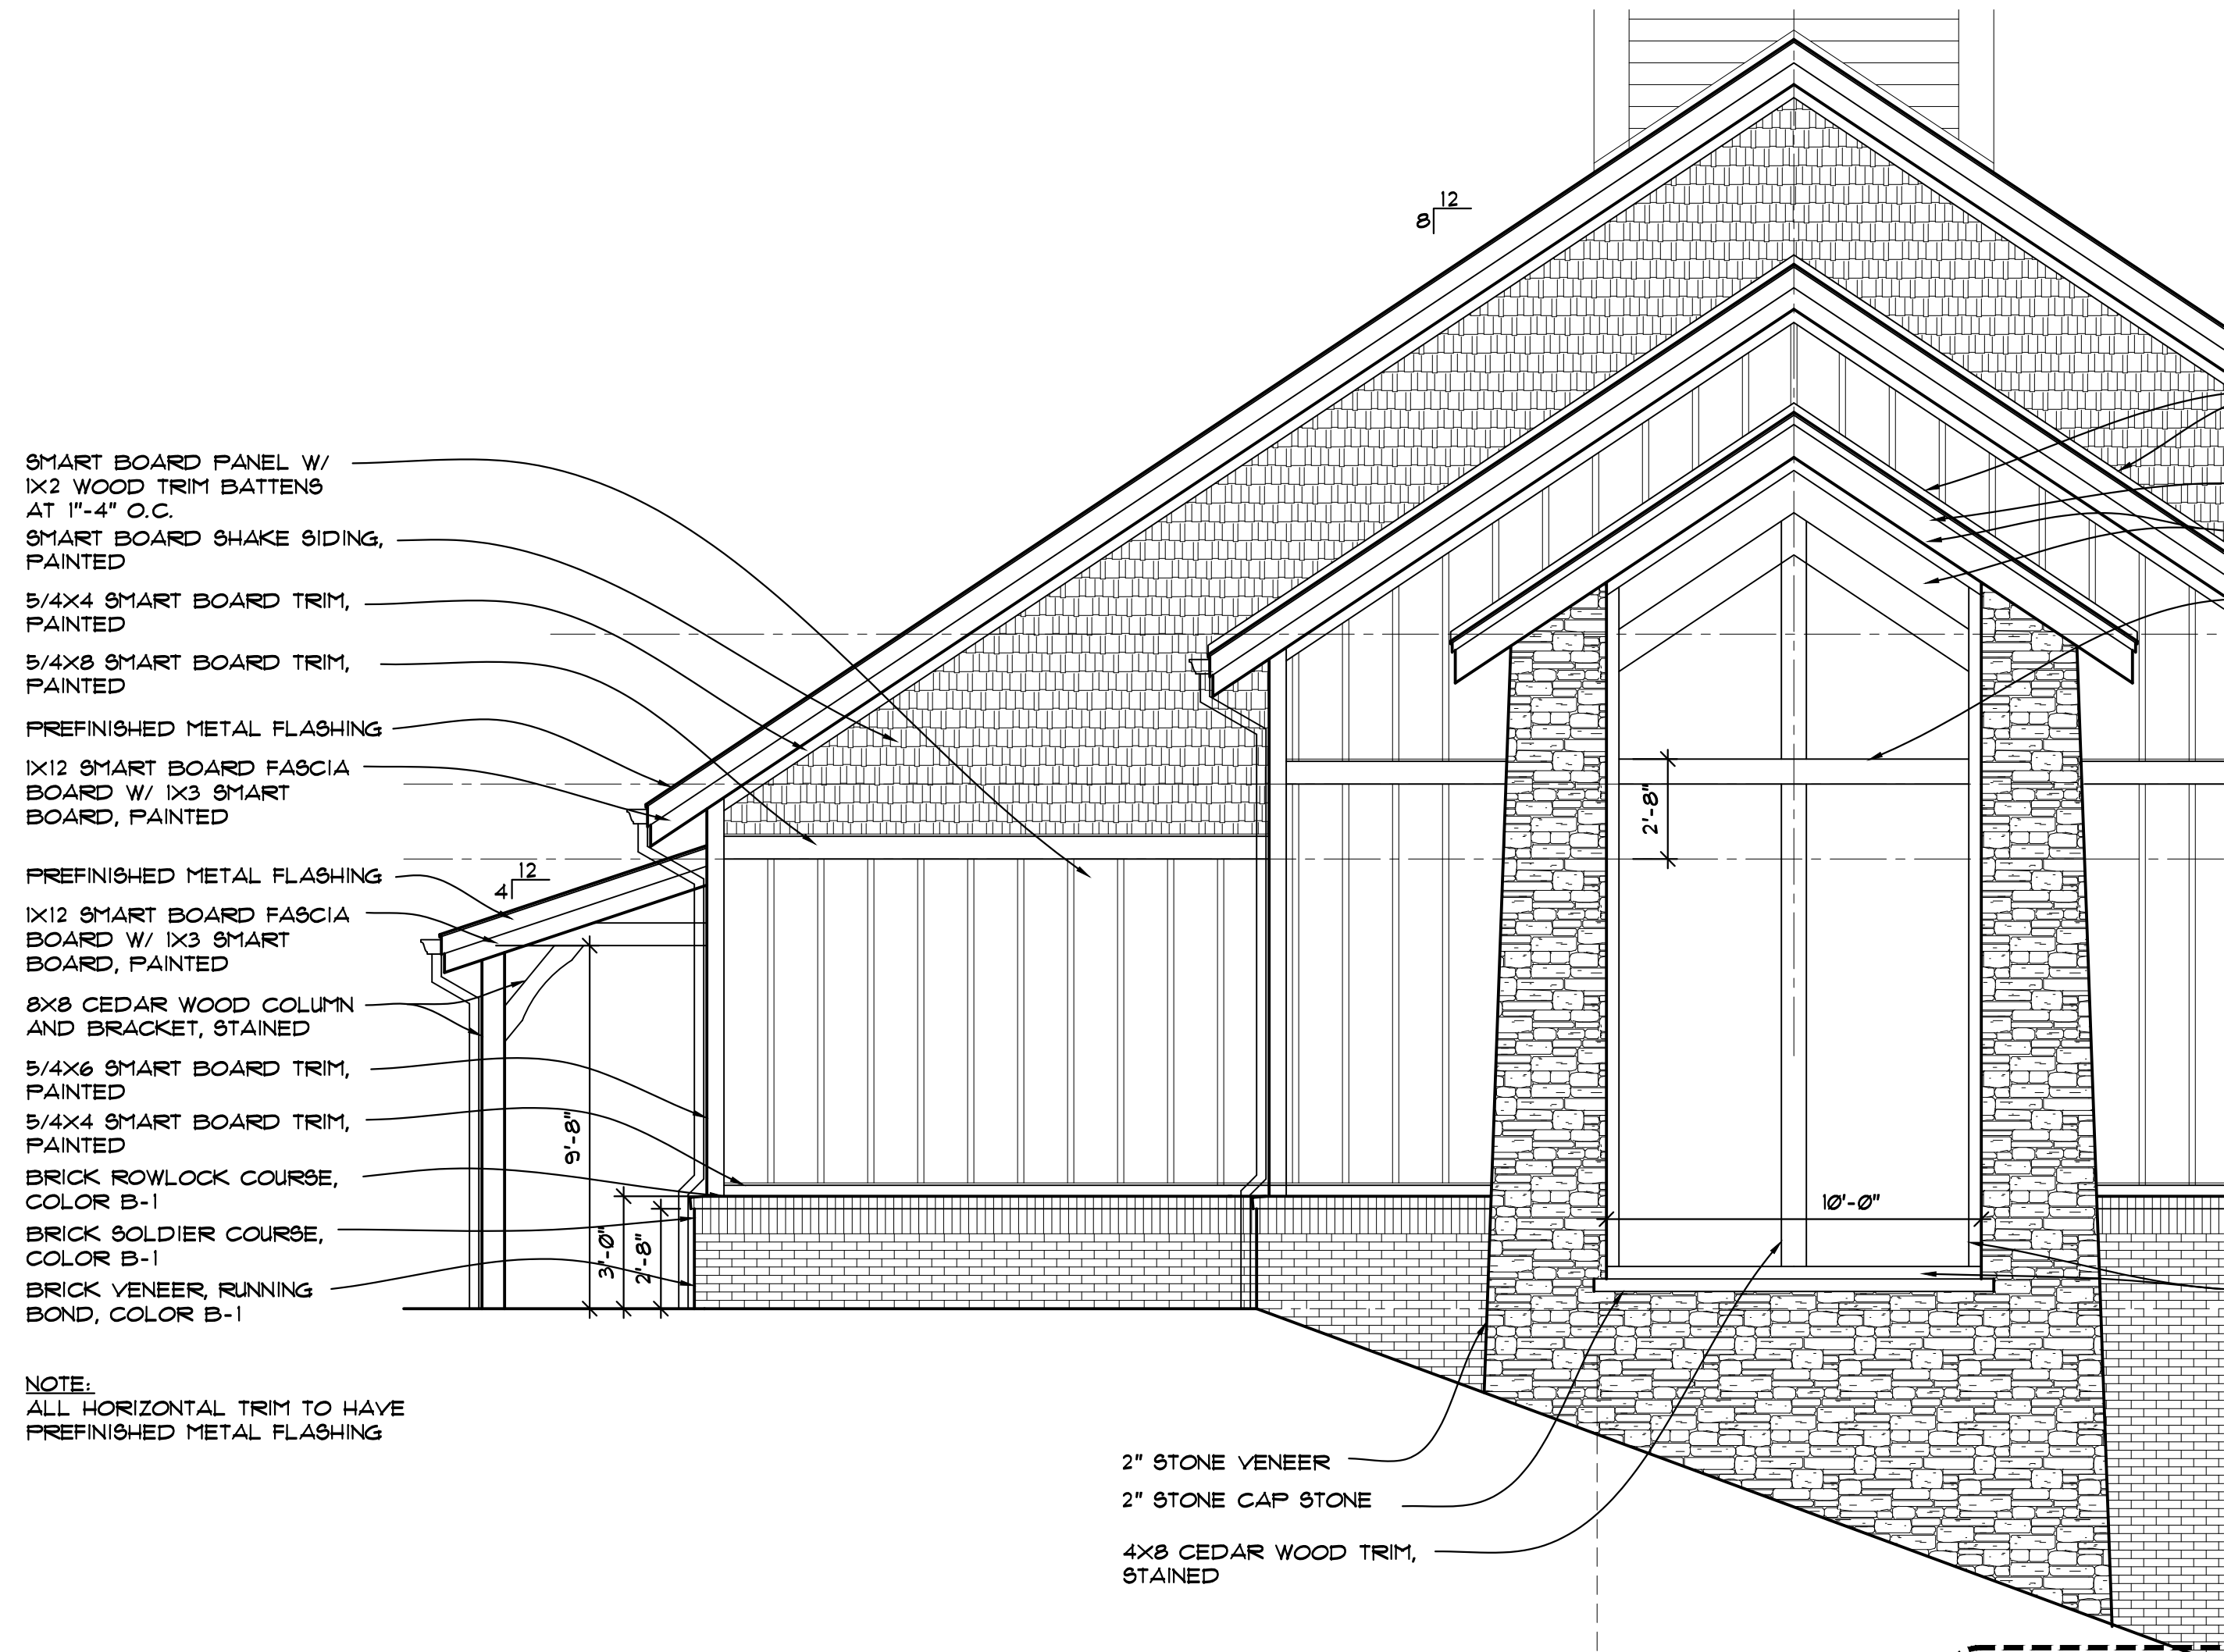 12
8
SMART BOARD PANEL W/
1X2 WOOD TRIM BATTENS
AT 1"-4" O.C.
SMART BOARD SHAKE SIDING,
PAINTED
5/4X4 SMART BOARD TRIM,
PAINTED
5/4X8 SMART BOARD TRIM,
PAINTED
PREFINISHED METAL FLASHING
1X12 SMART BOARD FASCIA
BOARD W/ 1X3 SMART
BOARD, PAINTED
2'-8"
PREFINISHED METAL FLASHING
12
4
1X12 SMART BOARD FASCIA
BOARD W/ 1X3 SMART
BOARD, PAINTED
8X8 CEDAR WOOD COLUMN
AND BRACKET, STAINED
5/4X6 SMART BOARD TRIM,
PAINTED
5/4X4 SMART BOARD TRIM,
PAINTED
9'-8"
BRICK ROWLOCK COURSE,
COLOR B-1
10'-0"
BRICK SOLDIER COURSE,
COLOR B-1
3'-0"
2'-8"
BRICK VENEER, RUNNING
BOND, COLOR B-1
NOTE:
ALL HORIZONTAL TRIM TO HAVE
PREFINISHED METAL FLASHING
2" STONE VENEER
2" STONE CAP STONE
4X8 CEDAR WOOD TRIM,
STAINED